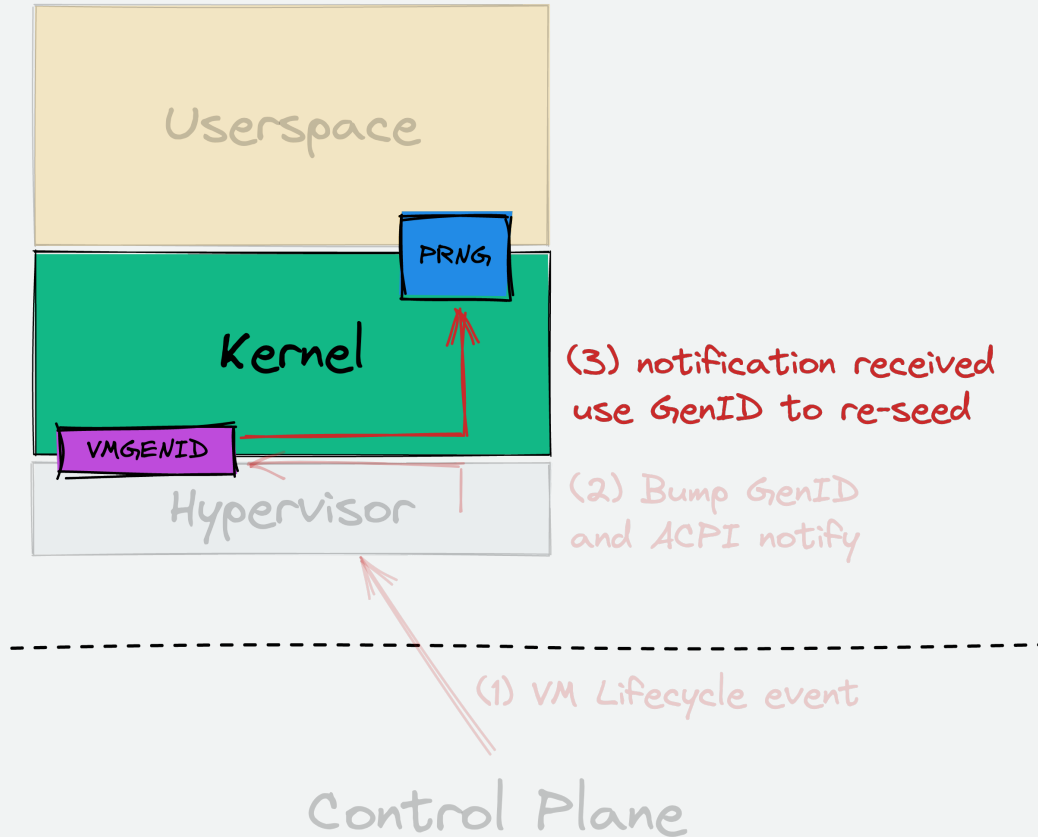 Userspace
PRNG
Kernel
(3) notification received
use GenID to re-seed
VMGENID
Hypervisor
(2) Bump GenID
and ACPI notify
(1) VM Lifecycle event
Control Plane